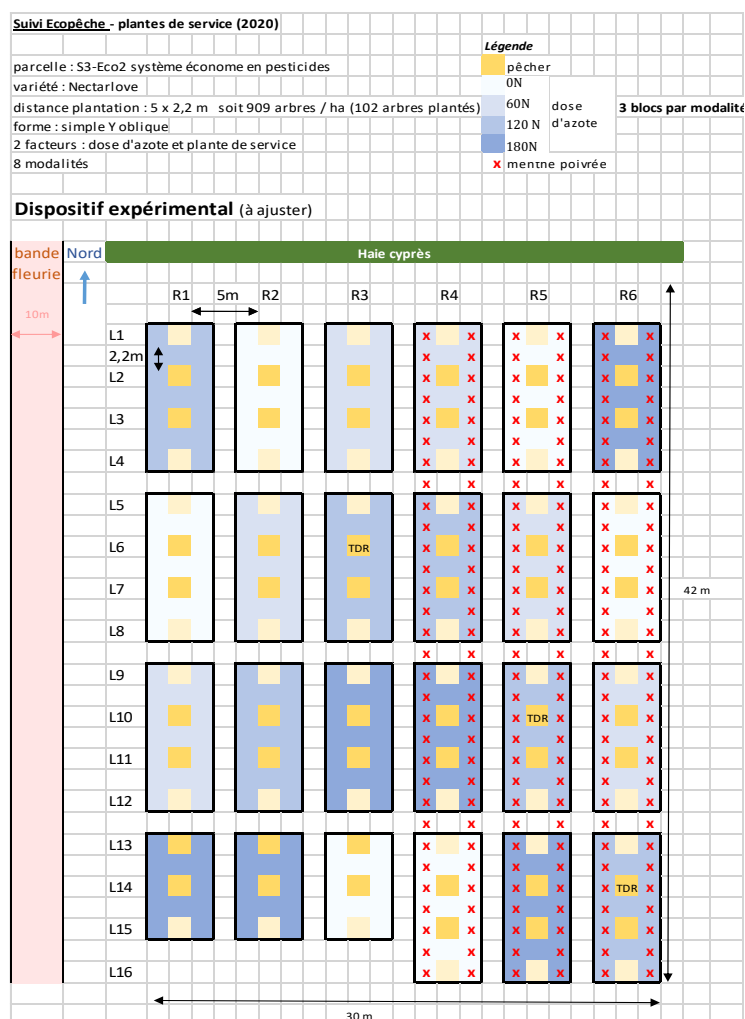 Suivi Ecopêche - plantes de service (2020)
Légende
parcelle : S3-Eco2 système économe en pesticides
pêcher
variété : Nectarlove
0N
distance plantation : 5 x 2,2 m soit 909 arbres / ha (102 arbres plantés)
60N
dose
3 blocs par modalité
forme : simple Y oblique
120 N
d'azote
2 facteurs : dose d'azote et plante de service
180N
8 modalités
x mentne poivrée
Dispositif expérimental (à ajuster)
bande
fleurie
Nord
Haie cyprès
10m
R1 5m R2 R3 R4 R5 R6
L1 x x x x x x
2,2m x x x x x x
L2 x x x x x x
x x x x x x
L3 x x x x x x
x x x x x x
L4 x x x x x x
x x x x x x
L5 x x x x x x
x x x x x x
L6 TDR x x x x x x
x x x x x x
L7 x x x x x x
42 m
x x x x x x
L8 x x x x x x
x x x x x x
L9 x x x x x x
x x x x x x
L10 x x x TDR x x x
x x x x x x
L11 x x x x x x
x x x x x x
L12 x x x x x x
x x x x x x
L13 x x x x x x
x x x x x x
L14 x x x x x TDR x
x x x x x x
L15 x x x x x x
x x x x x x
L16 x x x x x x
30 m